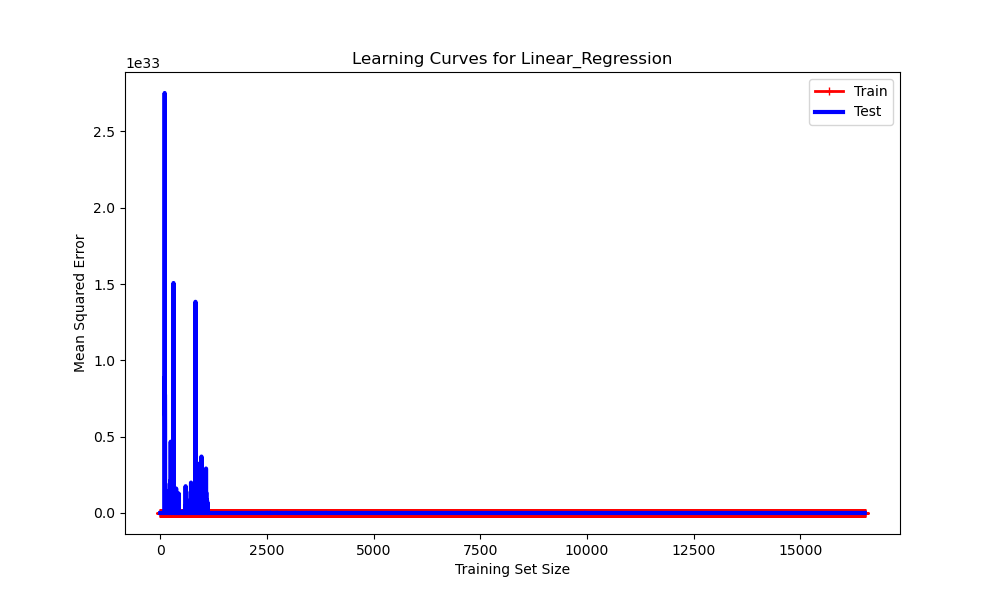 Learning Curves for Linear_Regression
1e33
Train
Test
2.5
2.0
1.5
1.0
0.5
0.0
Mean Squared Error
0 2500 5000 7500 10000 12500 15000
Training Set Size